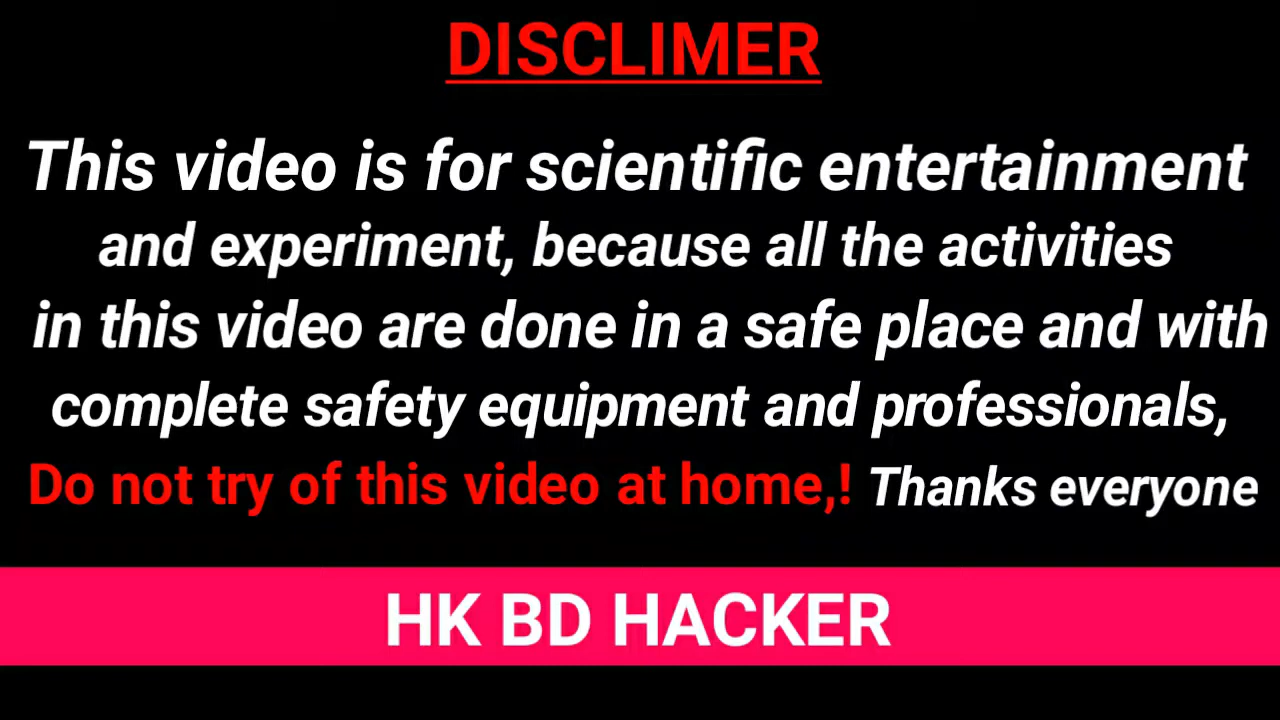 DISCLIMER
This video is for scientific entertainment
and experiment, because all the activities
in this video are done in a safe place and with
complete safety equipment and professionals,
Do not try of this video at home,! Thanks everyone
HK BD HACKER